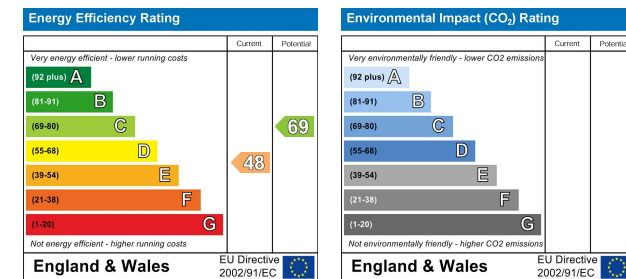 Energy Efficiency Rating
Current Potential
Very energy efficient - lower running costs
(92 plus) A
(81-91) B
(69-80) C
(55-68) D
(39-54) E
(21-38) F
(1-20) G
48
69
Not energy efficient - higher running costs
England & Wales
EU Directive
2002/91/EC
Environmental Impact (CO2) Rating
Current Potential
Very environmentally friendly - lower CO2 emissions
(92 plus) A
(81-91) B
(69-80) C
(55-68) D
(39-54) E
(21-38) F
(1-20) G
Not environmentally friendly - higher CO2 emissions
England & Wales
EU Directive
2002/91/EC